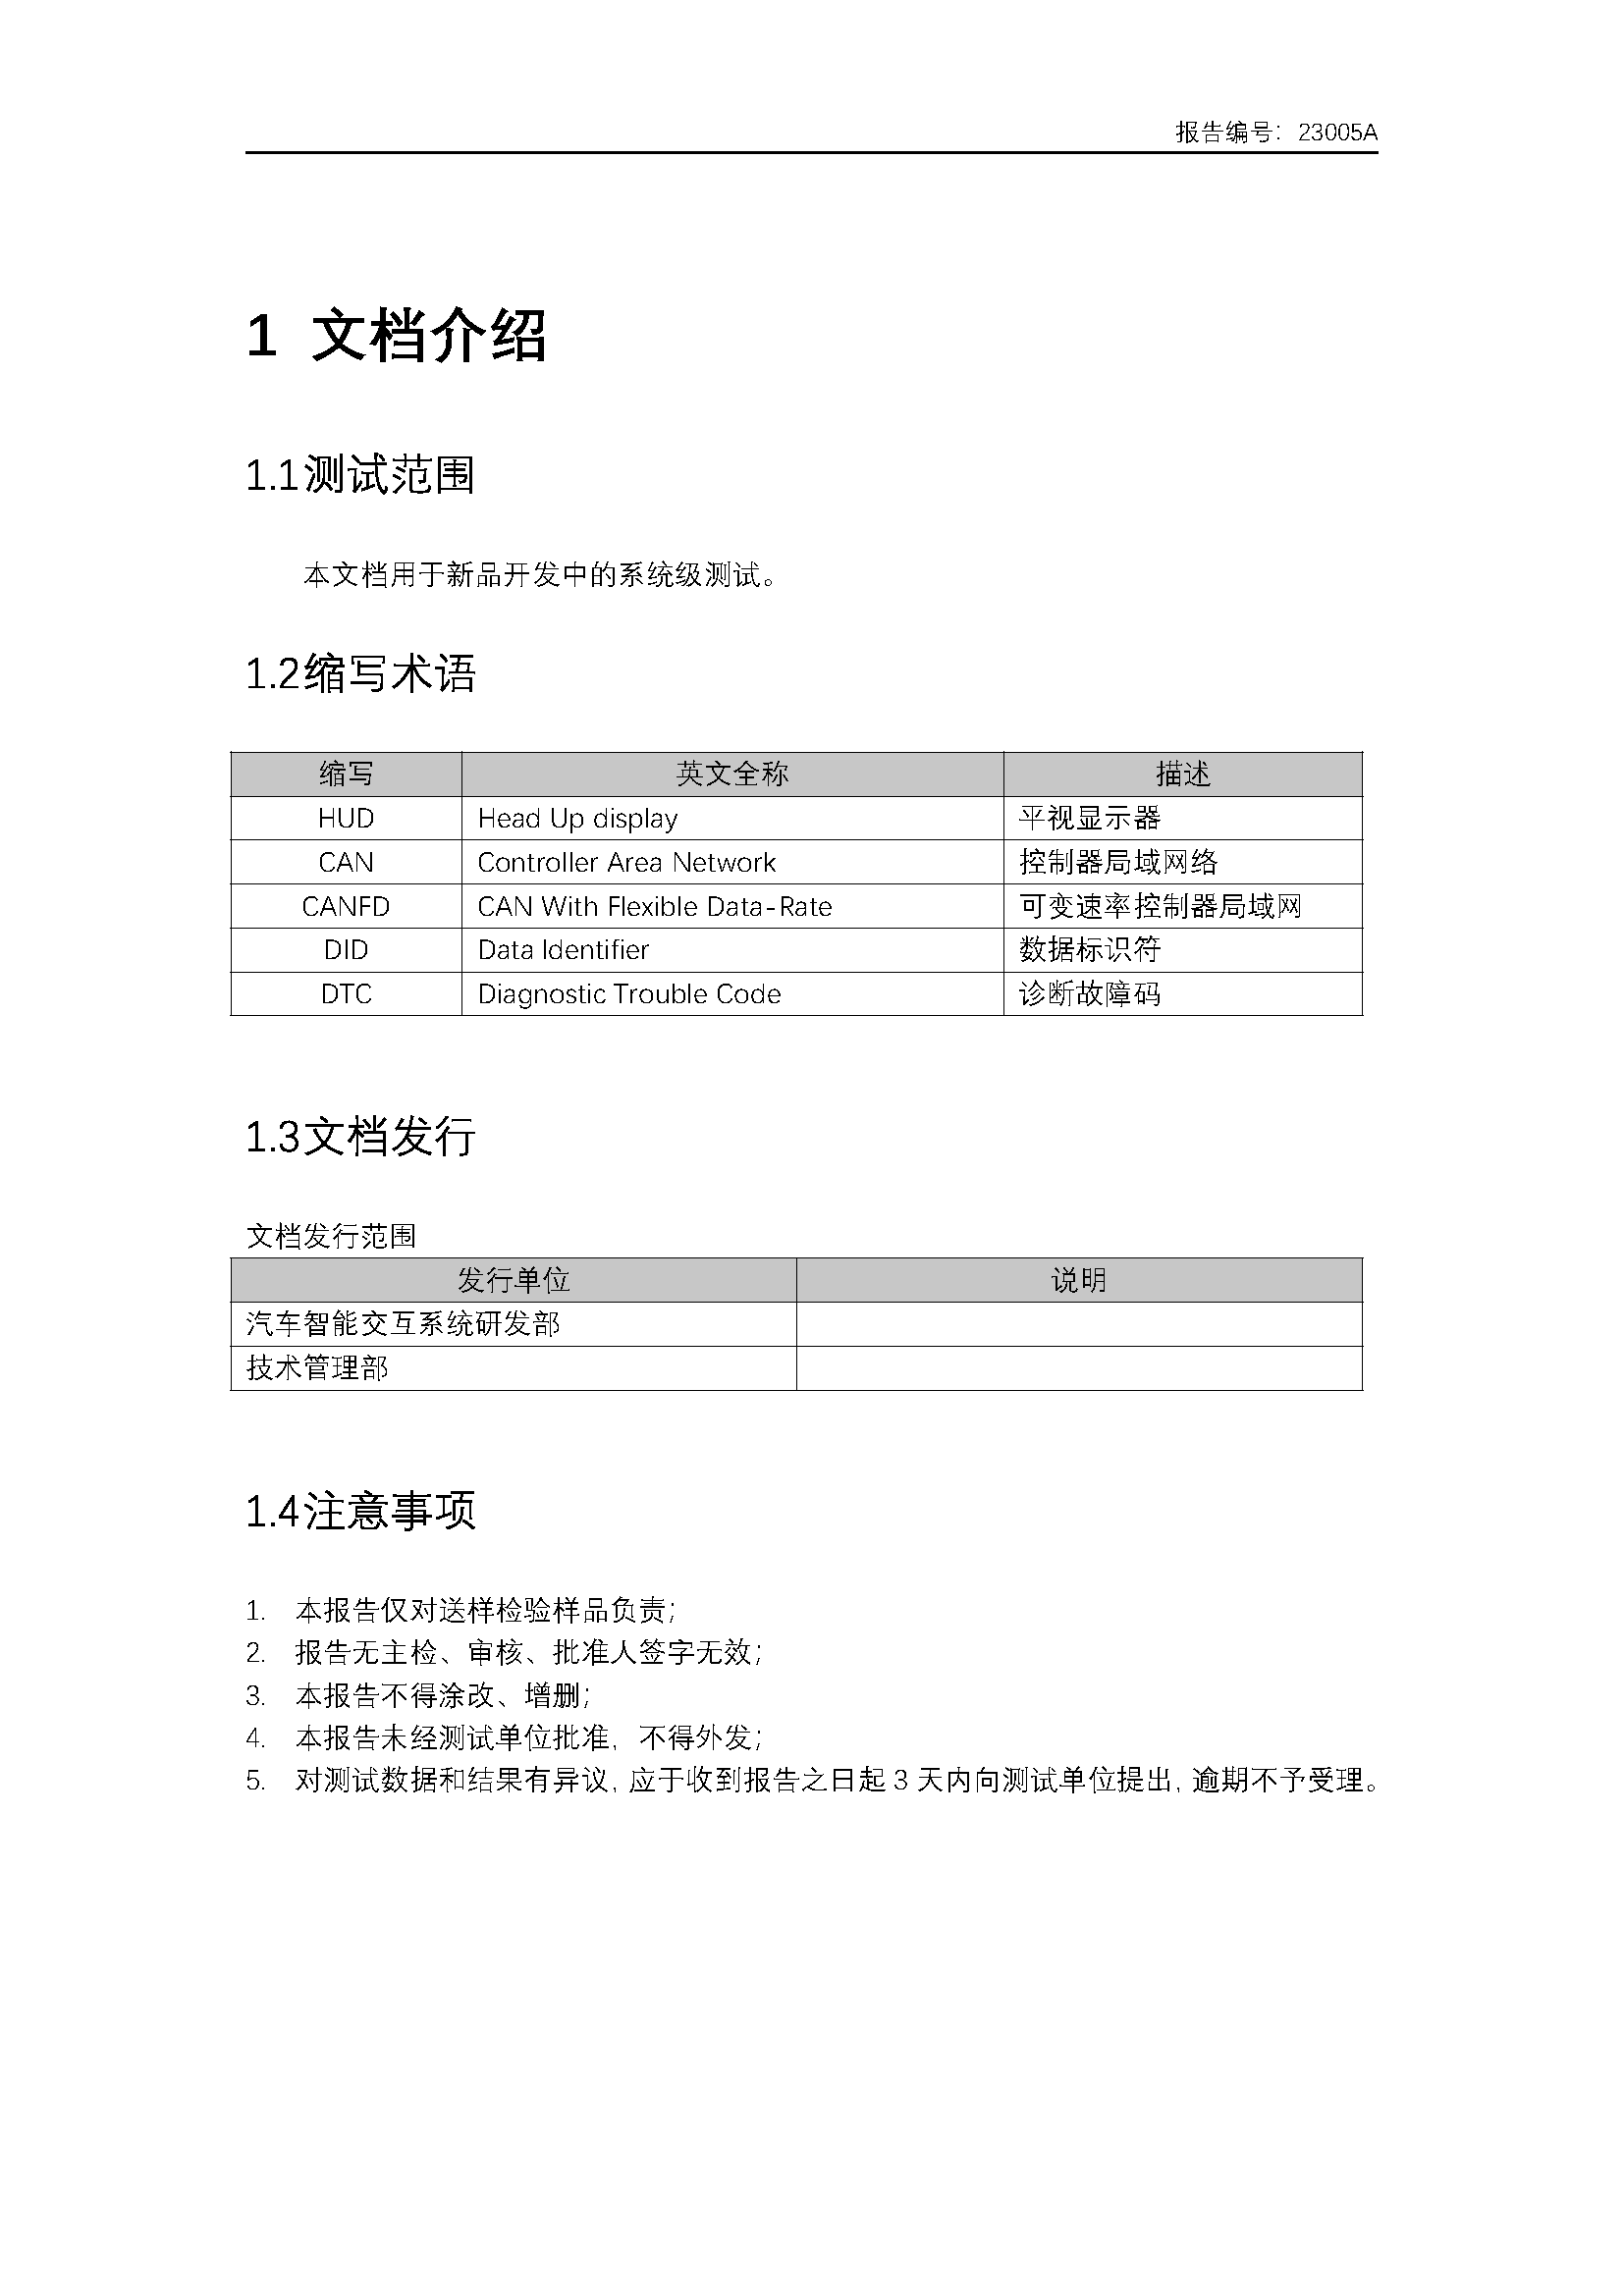 报告编号：23005A
1 文档介绍
1.1测试范围
本文档用于新品开发中的系统级测试。
1.2缩写术语
缩写 英文全称 描述
HUD Head Up display 平视显示器
CAN Controller Area Network 控制器局域网络
CANFD CAN With Flexible Data-Rate 可变速率控制器局域网
DID Data Identifier 数据标识符
DTC Diagnostic Trouble Code 诊断故障码
1.3文档发行
文档发行范围
发行单位 说明
汽车智能交互系统研发部
技术管理部
1.4注意事项
1. 本报告仅对送样检验样品负责；
2. 报告无主检、审核、批准人签字无效；
3. 本报告不得涂改、增删；
4. 本报告未经测试单位批准，不得外发；
5. 对测试数据和结果有异议，应于收到报告之日起 3 天内向测试单位提出，逾期不予受理。